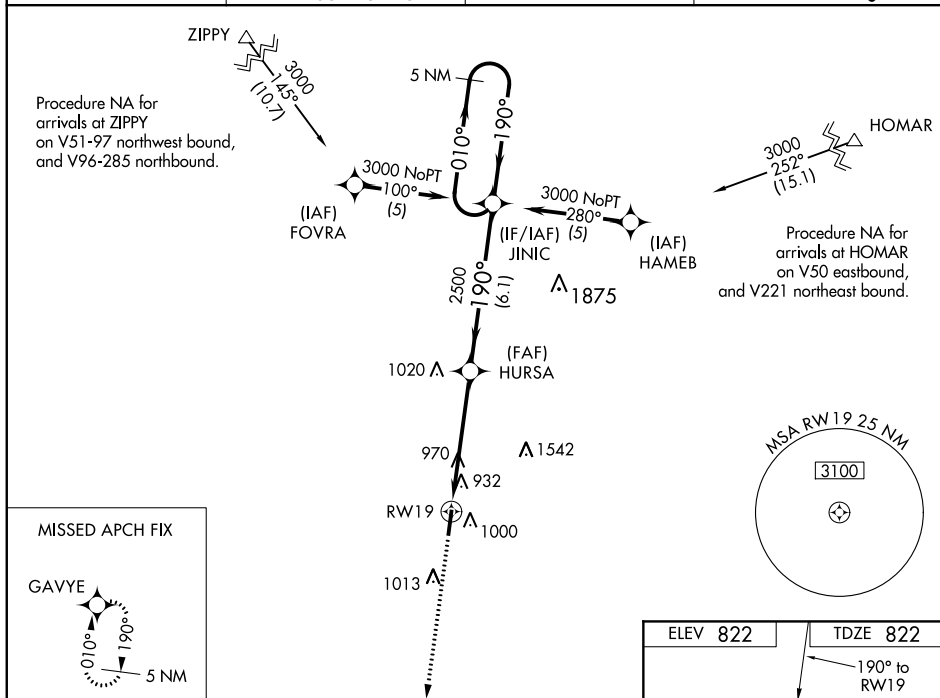 ZIPPY
3000
145°
(10.7)
5 NM
010°
190°
Procedure NA for
arrivals at ZIPPY
on V51-97 northwest bound,
and V96-285 northbound.
HOMAR
3000
252°
(15.1)
3000 NoPT
100°
(5)
(IAF)
FOVRA
3000 NoPT
280°
(5)
(IF/IAF)
JINIC
(IAF)
HAMEB
Procedure NA for
arrivals at HOMAR
on V50 eastbound,
and V221 northeast bound.
2500
190°
(6.1)
1875
(FAF)
HURSA
1020
970
1542
932
RW19
1000
1013
MSA RW19 25 NM
3100
MISSED APCH FIX
GAVYE
010°
190°
5 NM
ELEV 822
TDZE 822
190° to
RW19